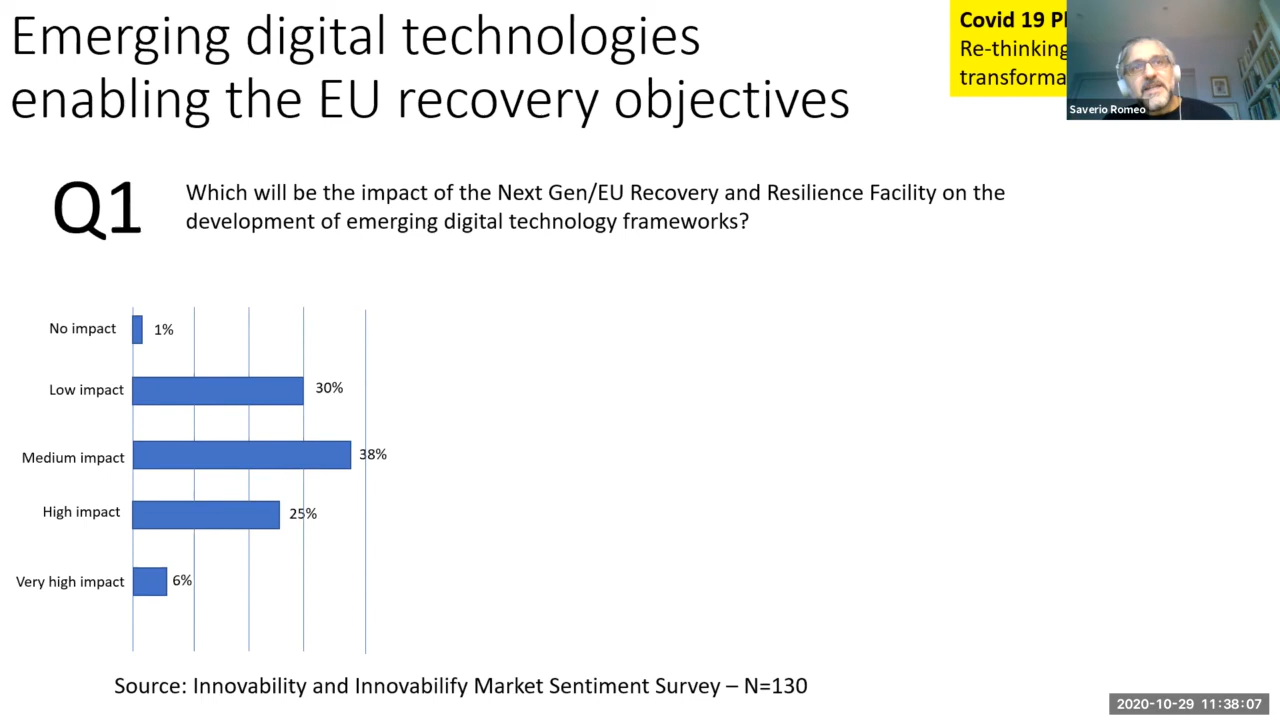 Emerging digital technologies
enabling the EU recovery objectives
Covid 19
Re-thinking
Saverio Romeo
Q1
Which will be the impact of the Next Gen/EU Recovery and Resilience Facility on the
development of emerging digital technology frameworks?
No impact 1%
Low impact 30%
Medium impact 38%
High impact 25%
Very high impact 6%
Source: Innovability and Innovabilify Market Sentiment Survey – N=130
2020-10-29 11:38:07